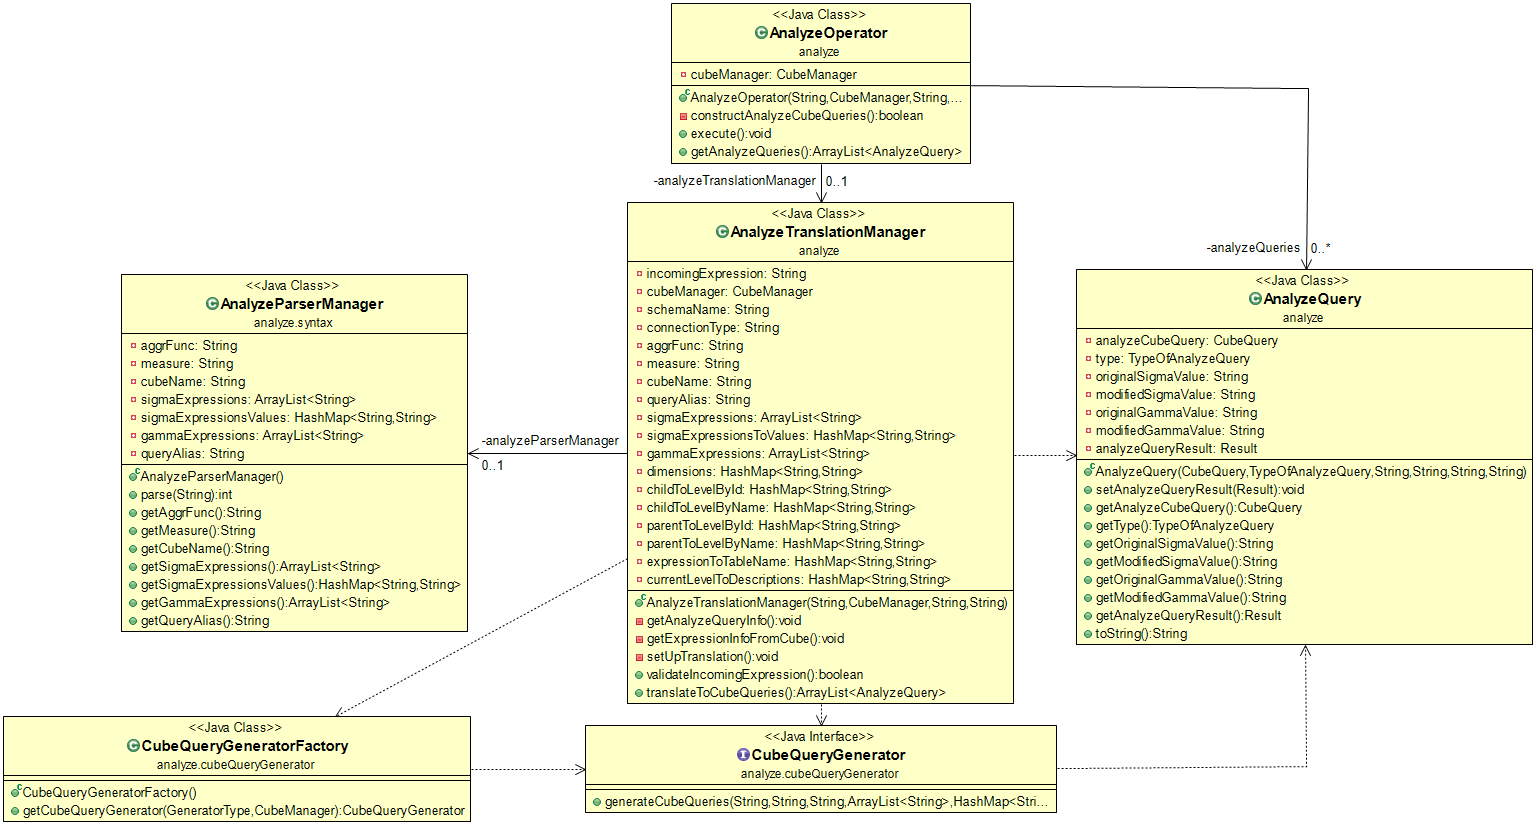 <<Java Class>>
AnalyzeOperator
analyze
cubeManager: CubeManager
AnalyzeOperator(String,CubeManager,String,...
constructAnalyzeCubeQueries():boolean
execute():void
getAnalyzeQueries():ArrayList<AnalyzeQuery>
-analyzeTranslationManager 0..1
-analyzeQueries 0..*
<<Java Class>>
AnalyzeTranslationManager
analyze
incomingExpression: String
cubeManager: CubeManager
schemaName: String
connectionType: String
aggrFunc: String
measure: String
cubeName: String
queryAlias: String
sigmaExpressions: ArrayList<String>
sigmaExpressionsToValues: HashMap<String,String>
gammaExpressions: ArrayList<String>
dimensions: HashMap<String,String>
childToLevelById: HashMap<String,String>
childToLevelByName: HashMap<String,String>
parentToLevelById: HashMap<String,String>
parentToLevelByName: HashMap<String,String>
expressionToTableName: HashMap<String,String>
currentLevelToDescriptions: HashMap<String,String>
AnalyzeTranslationManager(String,CubeManager,String,String)
getAnalyzeQueryInfo():void
getExpressionInfoFromCube():void
setUpTranslation():void
validateIncomingExpression():boolean
translateToCubeQueries():ArrayList<AnalyzeQuery>
<<Java Class>>
AnalyzeParserManager
analyze.syntax
aggrFunc: String
measure: String
cubeName: String
sigmaExpressions: ArrayList<String>
sigmaExpressionsValues: HashMap<String,String>
gammaExpressions: ArrayList<String>
queryAlias: String
AnalyzeParserManager()
parse(String):int
getAggrFunc():String
getMeasure():String
getCubeName():String
getSigmaExpressions():ArrayList<String>
getSigmaExpressionsValues():HashMap<String,String>
getGammaExpressions():ArrayList<String>
getQueryAlias():String
-analyzeParserManager
0..1
<<Java Class>>
AnalyzeQuery
analyze
analyzeCubeQuery: CubeQuery
type: TypeOfAnalyzeQuery
originalSigmaValue: String
modifiedSigmaValue: String
originalGammaValue: String
modifiedGammaValue: String
analyzeQueryResult: Result
AnalyzeQuery(CubeQuery,TypeOfAnalyzeQuery,String,String,String,String)
setAnalyzeQueryResult(Result):void
getAnalyzeCubeQuery():CubeQuery
getType():TypeOfAnalyzeQuery
getOriginalSigmaValue():String
getModifiedSigmaValue():String
getOriginalGammaValue():String
getModifiedGammaValue():String
getAnalyzeQueryResult():Result
toString():String
<<Java Class>>
CubeQueryGeneratorFactory
analyze.cubeQueryGenerator
CubeQueryGeneratorFactory()
getCubeQueryGenerator(GeneratorType,CubeManager):CubeQueryGenerator
<<Java Interface>>
CubeQueryGenerator
analyze.cubeQueryGenerator
generateCubeQueries(String,String,String,ArrayList<String>,HashMap<Stri...